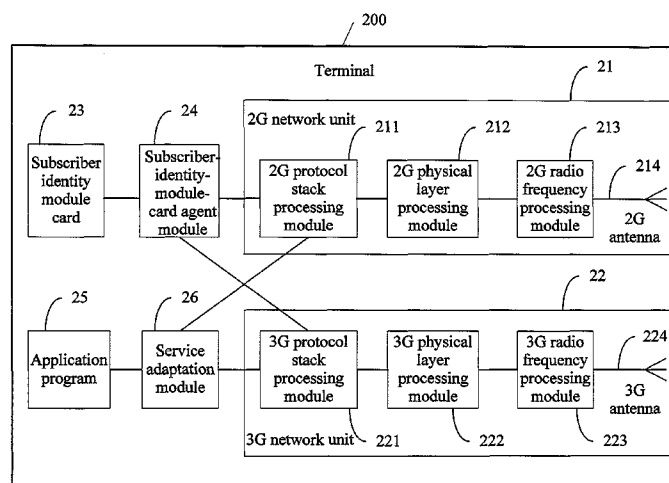 200
Terminal
21
23
24
2G network unit
211
212
213
214
Subscriber
identity
module
card
Subscriber-
identity-
module-
card agent
module
2G protocol
stack
processing
module
2G physical
layer
processing
module
2G radio
frequency
processing
module
2G
antenna
25
26
22
Application
program
Service
adaptation
module
3G protocol
stack
processing
module
3G physical
layer
processing
module
3G radio
frequency
processing
module
224
3G
antenna
3G network unit
221
222
223